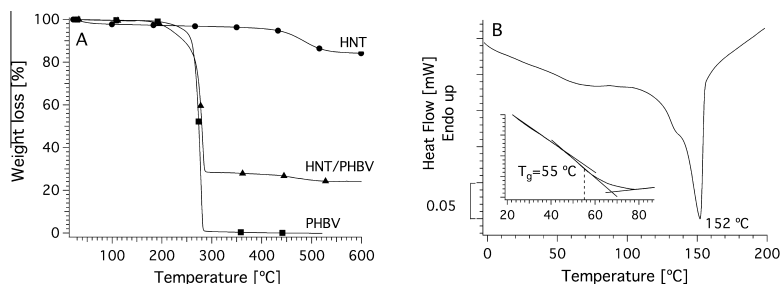 A
Weight loss [%]
100
80
60
40
20
0
HNT
HNT/PHBV
PHBV
100 200 300 400 500 600
Temperature [ºC]
B
Heat Flow [mW]
Endo up
0.05
Tg=55 ºC
20 40 60 80
152 ºC
0 50 100 150 200
Temperature [ºC]